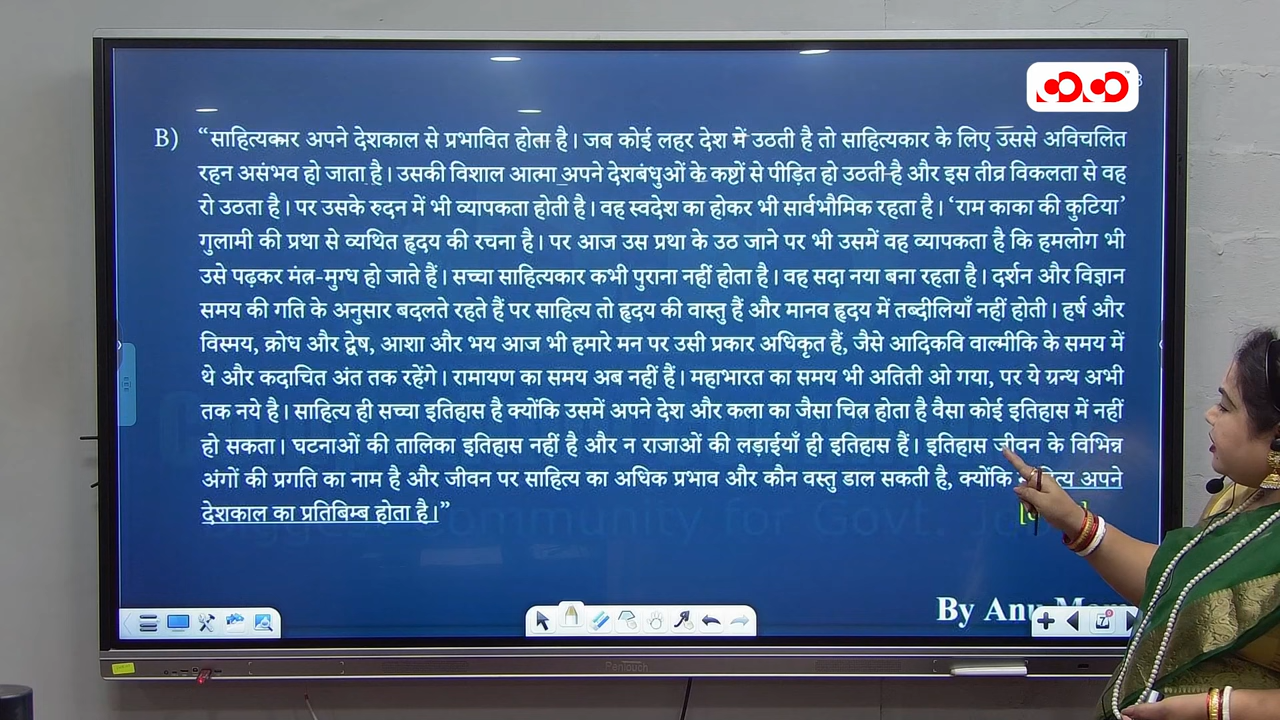 B) “साहित्यकार अपने देशकाल से प्रभावित होता है। जब कोई लहर देश में उठती है तो साहित्यकार के लिए उससे अविचलित
रहन असंभव हो जाता है। उसकी विशाल आत्मा अपने देशबंधुओं के कष्टों से पीड़ित हो उठती है और इस तीव्र विकलता से वह
रो उठता है। पर उसके रुदन में भी व्यापकता होती है। वह स्वदेश का होकर भी सार्वभौमिक रहता है। ‘राम काका की कुटिया’
गुलामी की प्रथा से व्यथित हृदय की रचना है। पर आज उस प्रथा के उठ जाने पर भी उसमें वह व्यापकता है कि हमलोग भी
उसे पढ़कर मंत्र-मुग्ध हो जाते हैं। सच्चा साहित्यकार कभी पुराना नहीं होता है। वह सदा नया बना रहता है। दर्शन और विज्ञान
समय की गति के अनुसार बदलते रहते हैं पर साहित्य तो हृदय की वास्तु हैं और मानव हृदय में तब्दीलियाँ नहीं होती। हर्ष और
विस्मय, क्रोध और द्वेष, आशा और भय आज भी हमारे मन पर उसी प्रकार अधिकृत हैं, जैसे आदिकवि वाल्मीकि के समय में
थे और कदाचित अंत तक रहेंगे। रामायण का समय अब नहीं हैं। महाभारत का समय भी अतिती ओ गया, पर ये ग्रन्थ अभी
तक नये है। साहित्य ही सच्चा इतिहास है क्योंकि उसमें अपने देश और कला का जैसा चित्र होता है वैसा कोई इतिहास में नहीं
हो सकता। घटनाओं की तालिका इतिहास नहीं है और न राजाओं की लड़ाईयाँ ही इतिहास हैं। इतिहास जीवन के विभिन्न
अंगों की प्रगति का नाम है और जीवन पर साहित्य का अधिक प्रभाव और कौन वस्तु डाल सकती है, क्योंकि अपने
देशकाल का प्रतिबिम्ब होता है।”
Community for Govt.
By Anu
Pentouch